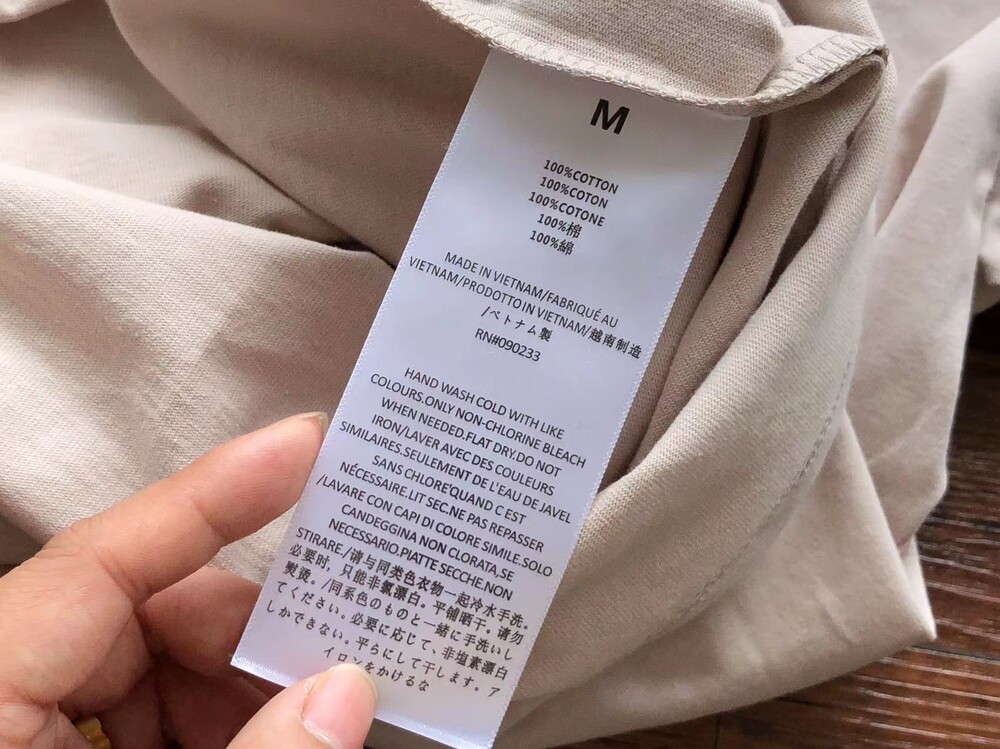 M
100%COTTON
100%COTON
100%COTONE
100%棉
100%綿
MADE IN VIETNAM/FABRIQUÉ AU
VIETNAM/PRODOTTO IN VIETNAM/越南制造
/ベトナム製
RN#090233
HAND WASH COLD WITH LIKE
COLOURS.ONLY NON-CHLORINE BLEACH
WHEN NEEDED.FLAT DRY.DO NOT
IRON/LAVER AVEC DES COULEURS
SIMILAIRES.SEULEMENT DE L'EAU DE JAVEL
SANS CHLORE'QUAND C EST
NÉCESSAIRE.LIT SEC.NE PAS REPASSER
/LAVARE CON CAPI DI COLORE SIMILE.SOLO
CANDEGGINA NON CLORATA,SE
NECESSARIO.PIATTE SECCHE.NON
STIRARE./请与同类色衣物一起冷水手洗。
必要时，只能非氯漂白。平铺晒干。请勿
熨烫。/同系色のものと一緒に手洗いし
てください。必要に応じて、非塩素漂白
しかできない。平らにして干します。ア
イロンをかけるな